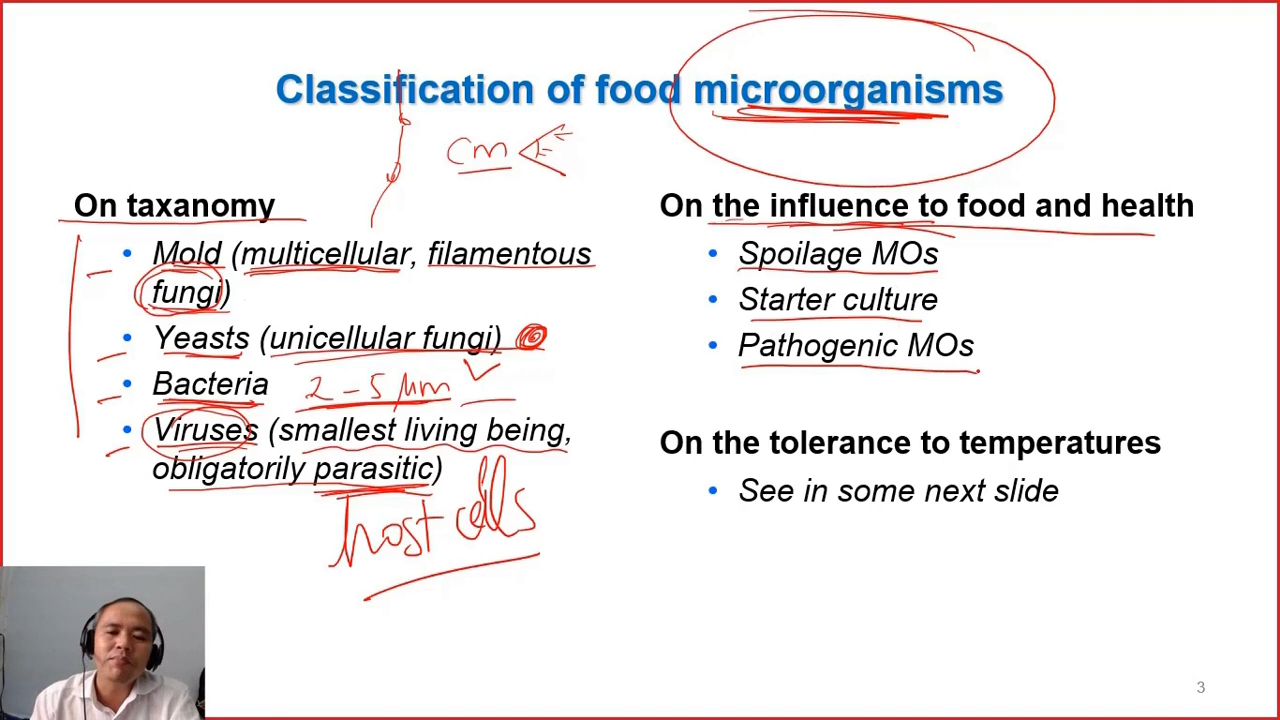 Classification of food microorganisms
cm
On taxanomy
Mold (multicellular, filamentous
fungi)
Yeasts (unicellular fungi)
Bacteria 2-5 μm
Viruses (smallest living being,
obligatorily parasitic)
host cells
On the influence to food and health
Spoilage MOs
Starter culture
Pathogenic MOs
On the tolerance to temperatures
See in some next slide
3